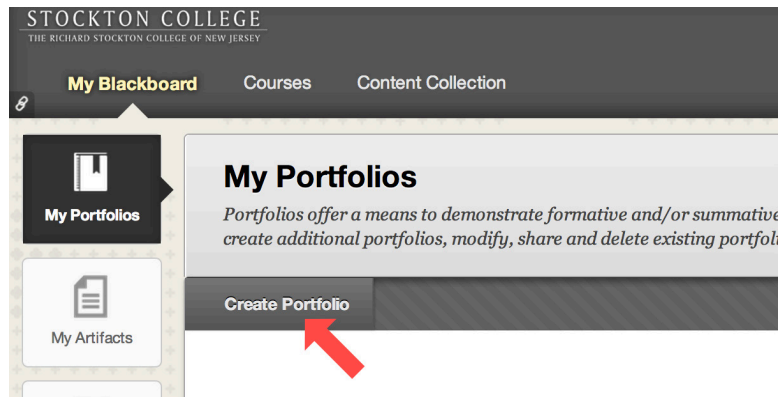 STOCKTON COLLEGE
THE RICHARD STOCKTON COLLEGE OF NEW JERSEY
My Blackboard
Courses
Content Collection
My Portfolios
My Portfolios
Portfolios offer a means to demonstrate formative and/or summative
create additional portfolios, modify, share and delete existing portfoli
Create Portfolio
My Artifacts